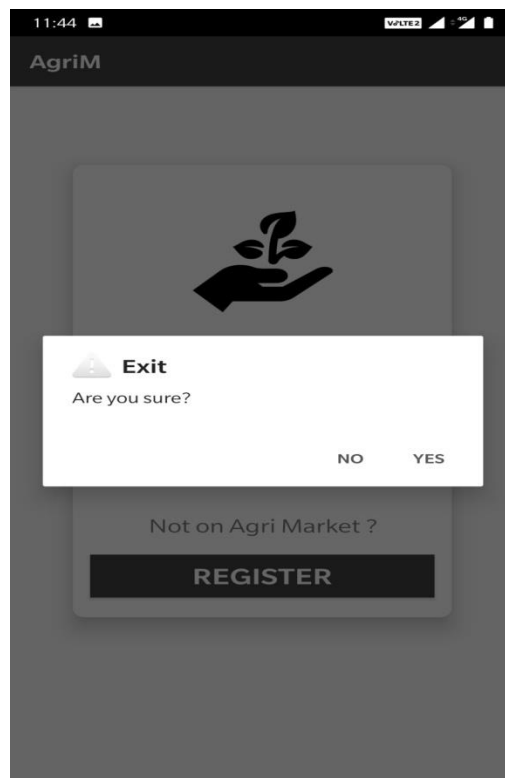 11:44
VoLTE2 4G
AgriM
Exit
Are you sure?
NO YES
Not on Agri Market ?
REGISTER